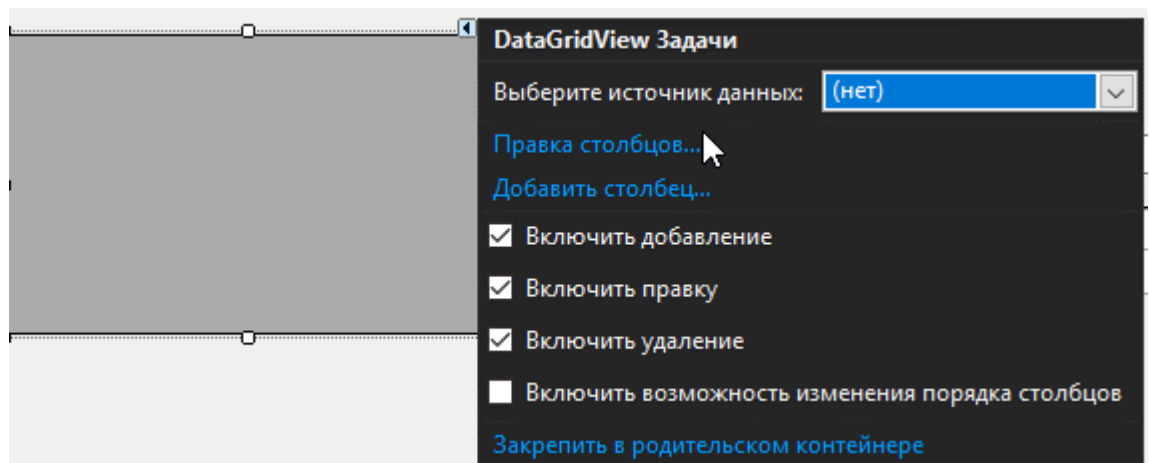 DataGridView Задачи
Выберите источник данных: (нет)
Правка столбцов...
Добавить столбец...
Включить добавление
Включить правку
Включить удаление
Включить возможность изменения порядка столбцов
Закрепить в родительском контейнере